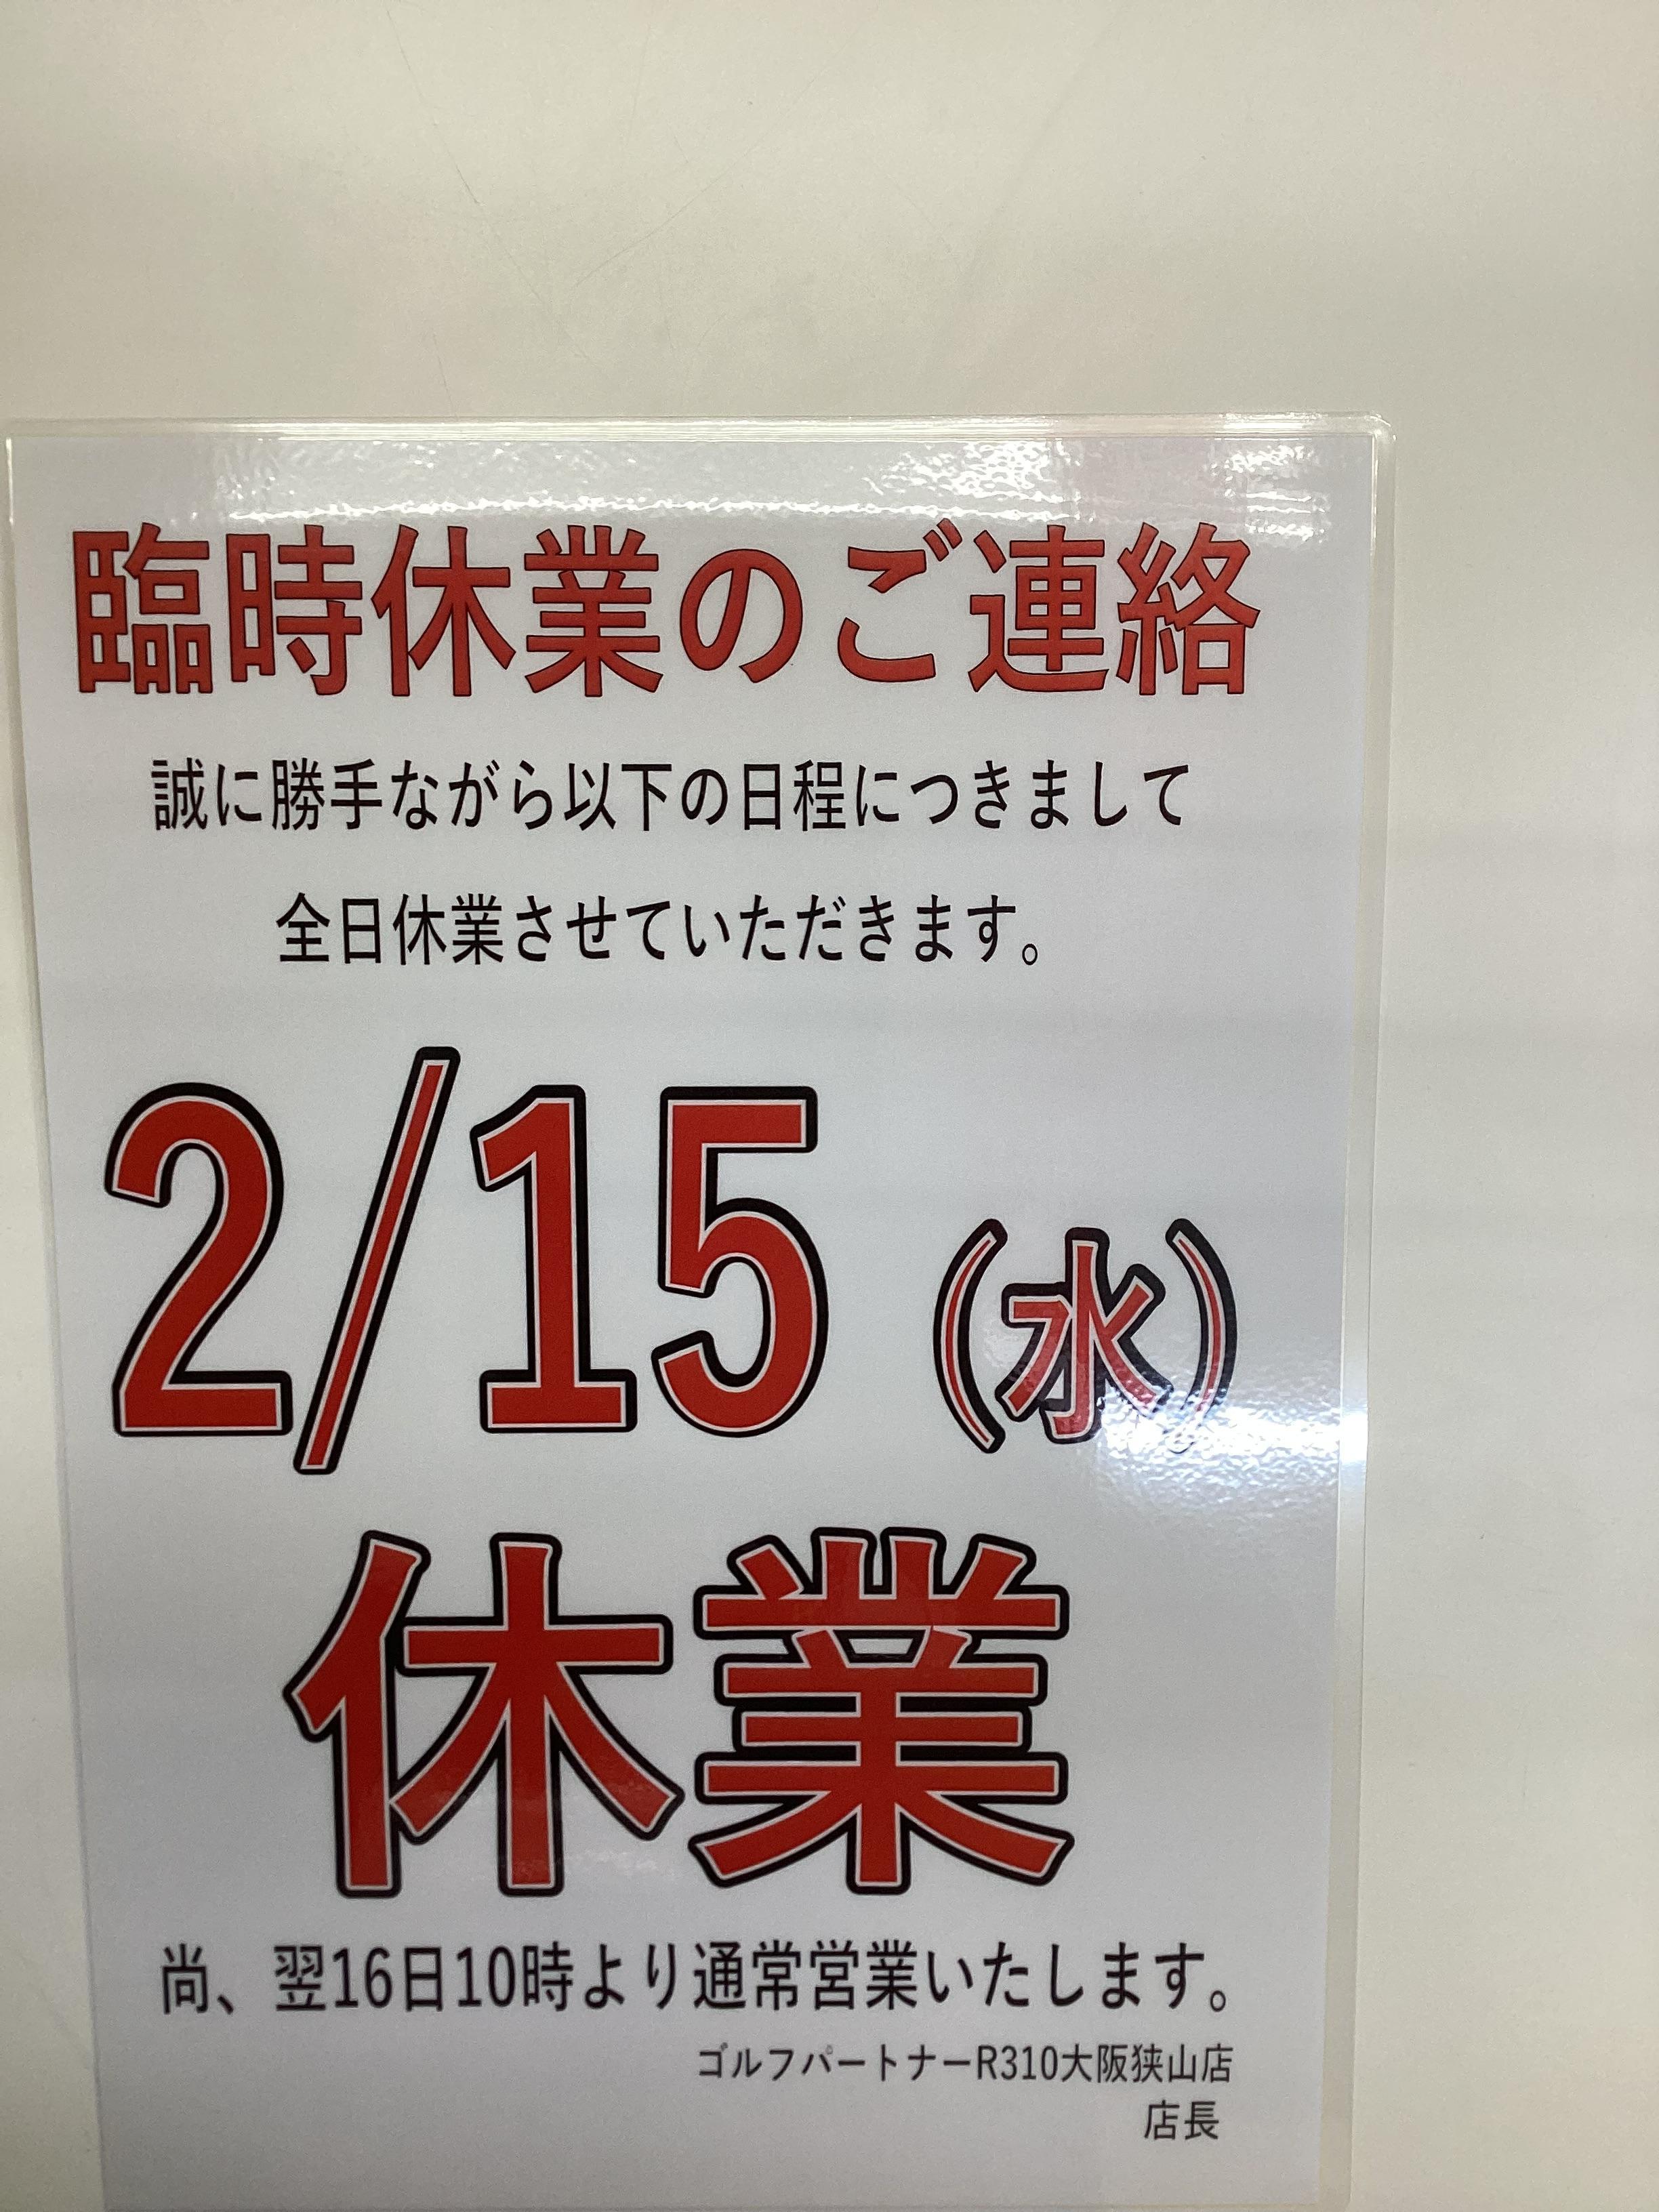 臨時休業のご連絡
誠に勝手ながら以下の日程につきまして
全日休業させていただきます。
2/15（水）
休業
尚、翌16日10時より通常営業いたします。
ゴルフパートナーR310大阪狭山店
店長